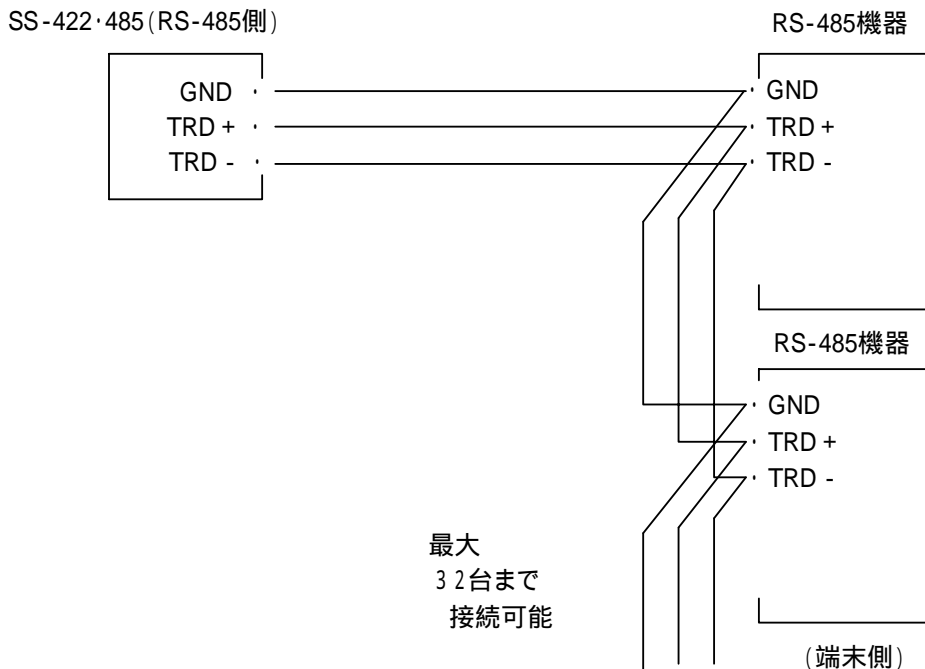 SS-422·485(RS-485側)
RS-485機器
GND
TRD +
TRD -
GND
TRD +
TRD -
RS-485機器
GND
TRD +
TRD -
最大
32台まで
接続可能
(端末側)